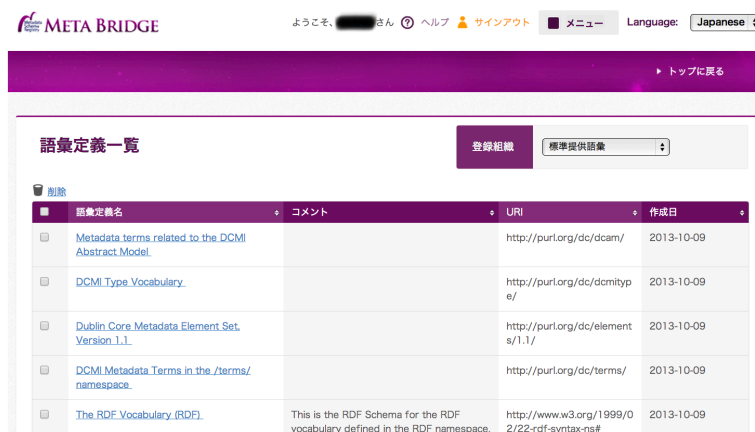 Metadata Schema Registry META BRIDGE
ようこそ、 さん ヘルプ サインアウト メニュー Language: Japanese
トップに戻る
語彙定義一覧
登録組織 標準提供語彙
削除
語彙定義名 コメント URI 作成日
Metadata terms related to the DCMI http://purl.org/dc/dcam/ 2013-10-09
Abstract Model
DCMI Type Vocabulary http://purl.org/dc/dcmityp 2013-10-09
e/
Dublin Core Metadata Element Set, http://purl.org/dc/element 2013-10-09
Version 1.1 s/1.1/
DCMI Metadata Terms in the /terms/ http://purl.org/dc/terms/ 2013-10-09
namespace
The RDF Vocabulary (RDF) This is the RDF Schema for the RDF http://www.w3.org/1999/0 2013-10-09
vocabulary defined in the RDF namespace. 2/22-rdf-syntax-ns#